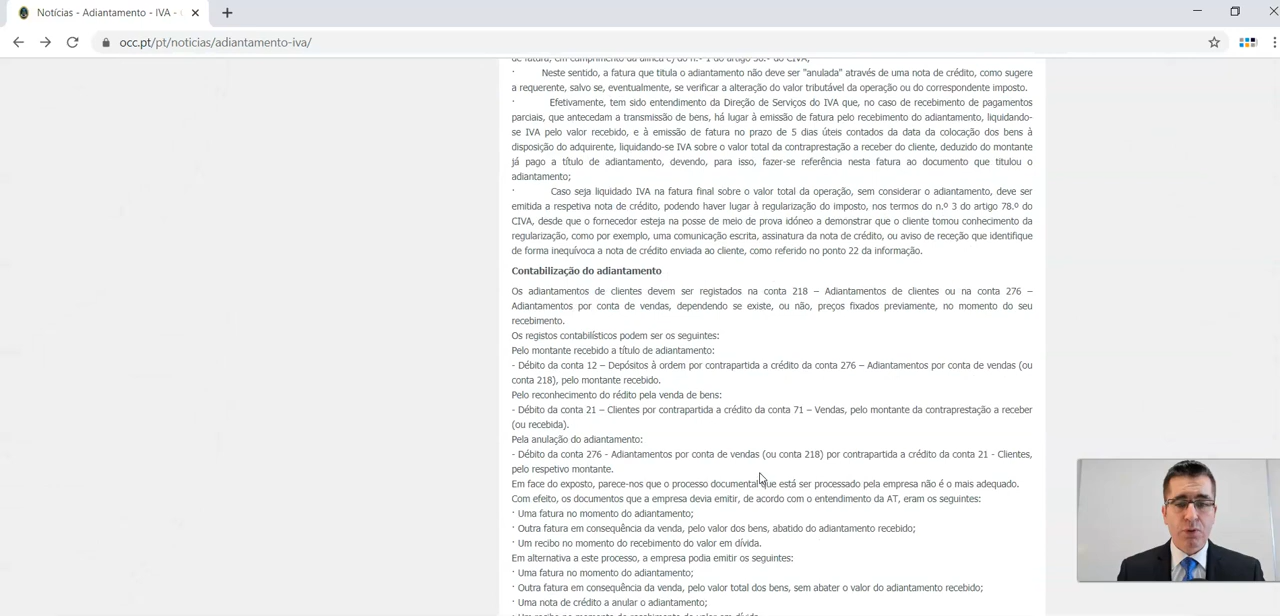 Notícias - Adiantamento - IVA -
occ.pt/pt/noticias/adiantamento-iva/
de fatura, em cumprimento da alínea c) do n.º 1 do artigo 36.º do CIVA;
· Neste sentido, a fatura que titula o adiantamento não deve ser "anulada" através de uma nota de crédito, como sugere
a requerente, salvo se, eventualmente, se verificar a alteração do valor tributável da operação ou do correspondente imposto.
· Efetivamente, tem sido entendimento da Direção de Serviços do IVA que, no caso de recebimento de pagamentos
parciais, que antecedam a transmissão de bens, há lugar à emissão de fatura pelo recebimento do adiantamento, liquidando-
se IVA pelo valor recebido, e à emissão de fatura no prazo de 5 dias úteis contados da data da colocação dos bens à
disposição do adquirente, liquidando-se IVA sobre o valor total da contraprestação a receber do cliente, deduzido do montante
já pago a título de adiantamento, devendo, para isso, fazer-se referência nesta fatura ao documento que titulou o
adiantamento;
· Caso seja liquidado IVA na fatura final sobre o valor total da operação, sem considerar o adiantamento, deve ser
emitida a respetiva nota de crédito, podendo haver lugar à regularização do imposto, nos termos do n.º 3 do artigo 78.º do
CIVA, desde que o fornecedor esteja na posse de meio de prova idóneo a demonstrar que o cliente tomou conhecimento da
regularização, como por exemplo, uma comunicação escrita, assinatura da nota de crédito, ou aviso de receção que identifique
de forma inequívoca a nota de crédito enviada ao cliente, como referido no ponto 22 da informação.
Contabilização do adiantamento
Os adiantamentos de clientes devem ser registados na conta 218 – Adiantamentos de clientes ou na conta 276 –
Adiantamentos por conta de vendas, dependendo se existe, ou não, preços fixados previamente, no momento do seu
recebimento.
Os registos contabilísticos podem ser os seguintes:
Pelo montante recebido a título de adiantamento:
- Débito da conta 12 – Depósitos à ordem por contrapartida a crédito da conta 276 – Adiantamentos por conta de vendas (ou
conta 218), pelo montante recebido.
Pelo reconhecimento do rédito pela venda de bens:
- Débito da conta 21 – Clientes por contrapartida a crédito da conta 71 – Vendas, pelo montante da contraprestação a receber
(ou recebida).
Pela anulação do adiantamento:
- Débito da conta 276 - Adiantamentos por conta de vendas (ou conta 218) por contrapartida a crédito da conta 21 - Clientes,
pelo respetivo montante.
Em face do exposto, parece-nos que o processo documental que está ser processado pela empresa não é o mais adequado.
Com efeito, os documentos que a empresa devia emitir, de acordo com o entendimento da AT, eram os seguintes:
· Uma fatura no momento do adiantamento;
· Outra fatura em consequência da venda, pelo valor dos bens, abatido do adiantamento recebido;
· Um recibo no momento do recebimento do valor em dívida.
Em alternativa a este processo, a empresa podia emitir os seguintes:
· Uma fatura no momento do adiantamento;
· Outra fatura em consequência da venda, pelo valor total dos bens, sem abater o valor do adiantamento recebido;
· Uma nota de crédito a anular o adiantamento;
· Um recibo no momento do recebimento do valor em dívida.